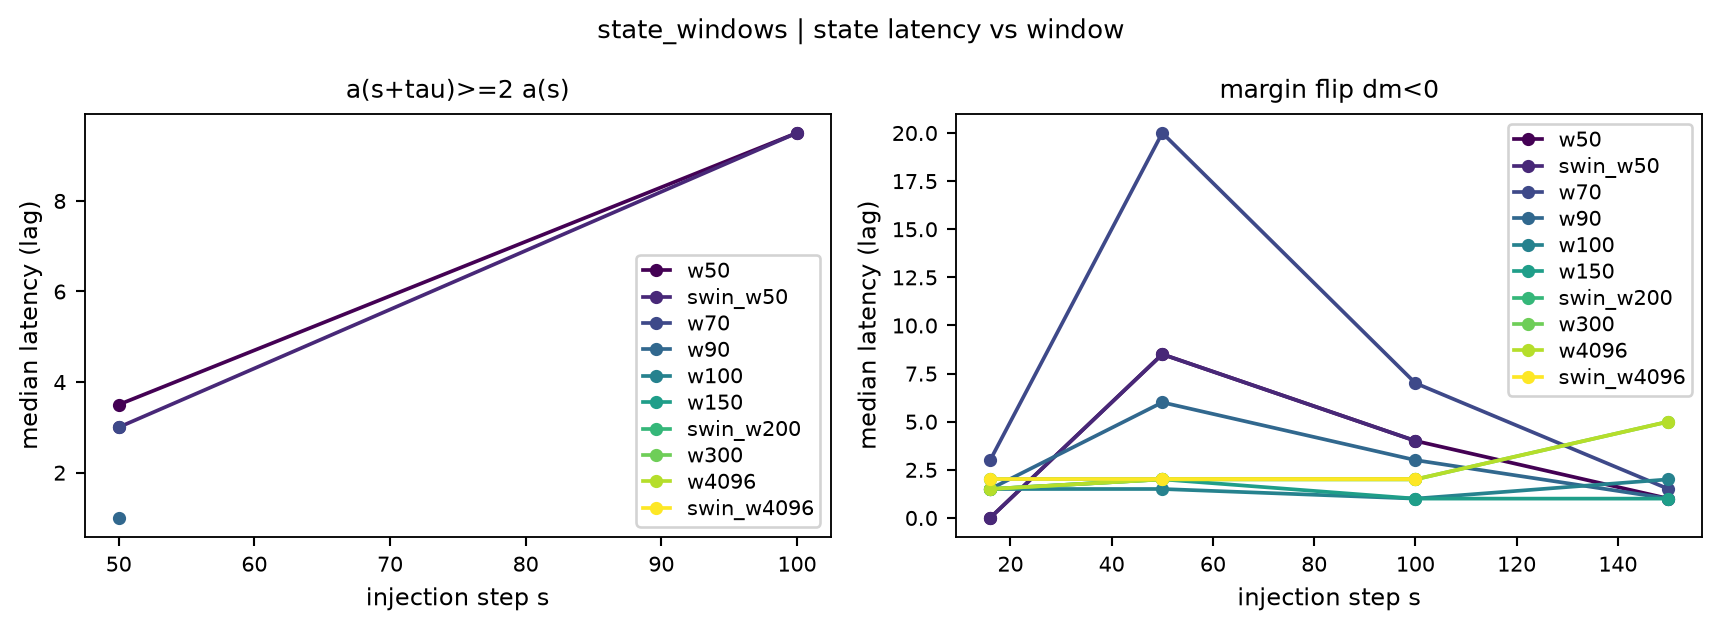 state_windows | state latency vs window
a(s+tau)>=2 a(s)
median latency (lag)
8
6
4
2
50
60
70
80
90
100
injection step s
w50
swin_w50
w70
w90
w100
w150
swin_w200
w300
w4096
swin_w4096
margin flip dm<0
median latency (lag)
20.0
17.5
15.0
12.5
10.0
7.5
5.0
2.5
0.0
20
40
60
80
100
120
140
injection step s
w50
swin_w50
w70
w90
w100
w150
swin_w200
w300
w4096
swin_w4096